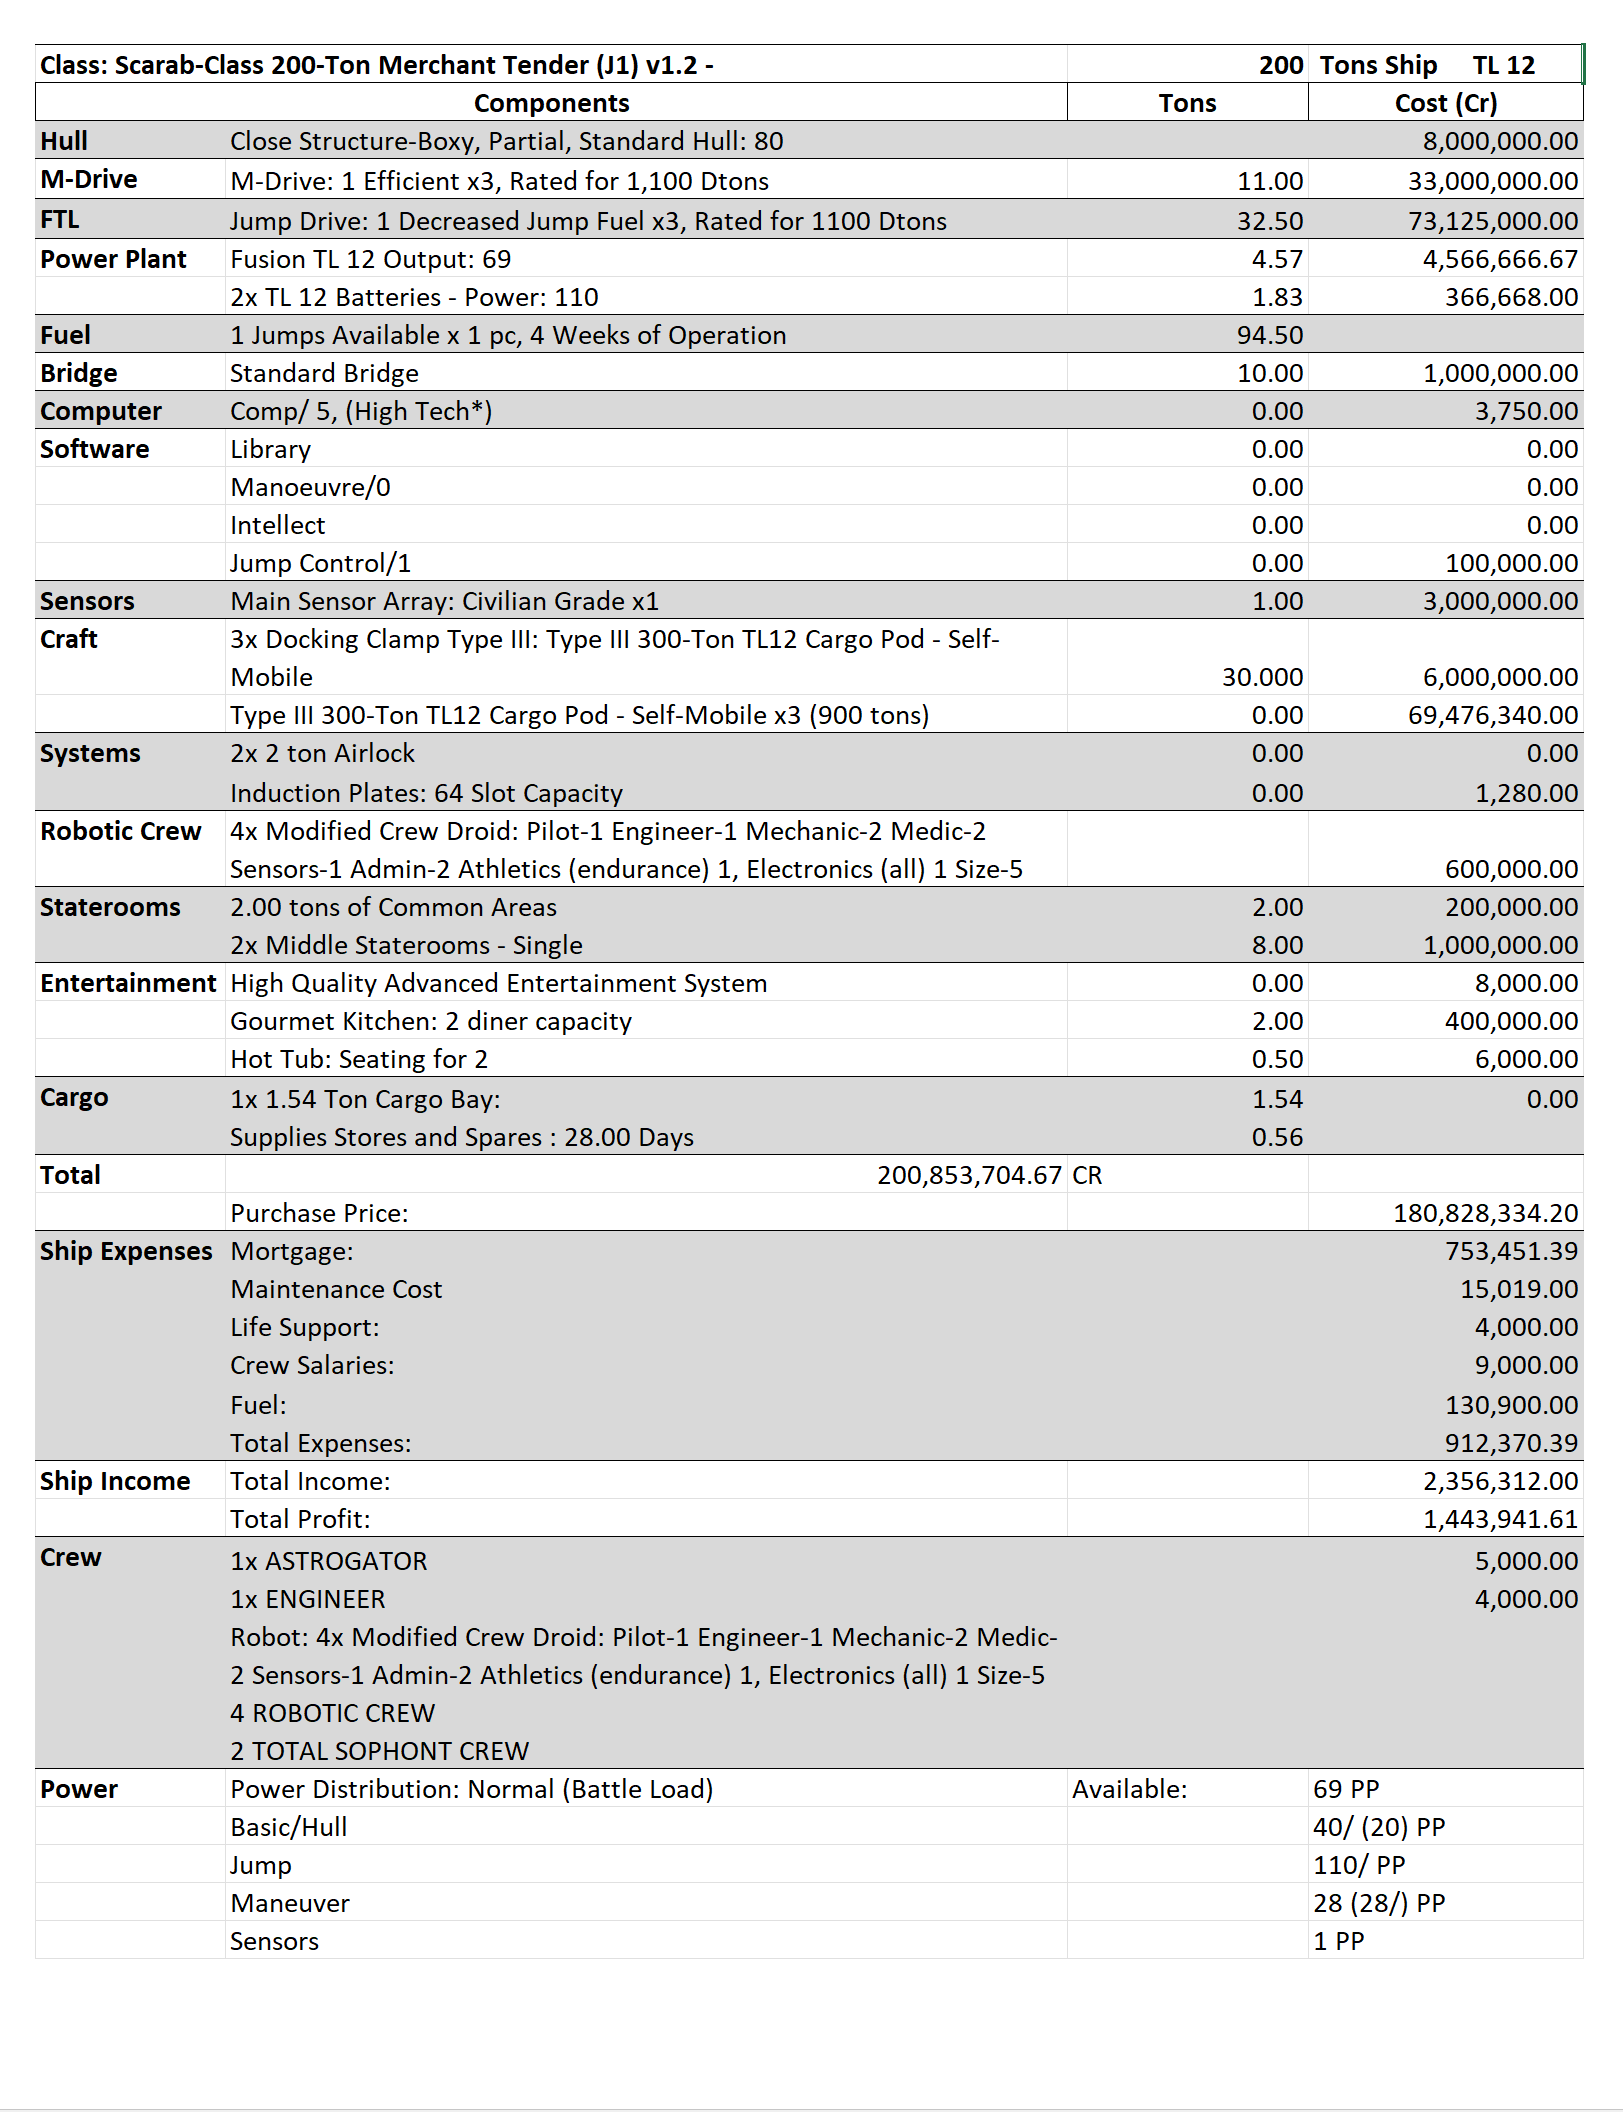 Class: Scarab-Class 200-Ton Merchant Tender (J1) v1.2 - 200 Tons Ship TL 12
Components Tons Cost (Cr)
Hull Close Structure-Boxy, Partial, Standard Hull: 80 8,000,000.00
M-Drive M-Drive: 1 Efficient x3, Rated for 1,100 Dtons 11.00 33,000,000.00
FTL Jump Drive: 1 Decreased Jump Fuel x3, Rated for 1100 Dtons 32.50 73,125,000.00
Power Plant Fusion TL 12 Output: 69 4.57 4,566,666.67
2x TL 12 Batteries - Power: 110 1.83 366,668.00
Fuel 1 Jumps Available x 1 pc, 4 Weeks of Operation 94.50
Bridge Standard Bridge 10.00 1,000,000.00
Computer Comp/ 5, (High Tech*) 0.00 3,750.00
Software Library 0.00 0.00
Manoeuvre/0 0.00 0.00
Intellect 0.00 0.00
Jump Control/1 0.00 100,000.00
Sensors Main Sensor Array: Civilian Grade x1 1.00 3,000,000.00
Craft 3x Docking Clamp Type III: Type III 300-Ton TL12 Cargo Pod - Self-
Mobile 30.000 6,000,000.00
Type III 300-Ton TL12 Cargo Pod - Self-Mobile x3 (900 tons) 0.00 69,476,340.00
Systems 2x 2 ton Airlock 0.00 0.00
Induction Plates: 64 Slot Capacity 0.00 1,280.00
Robotic Crew 4x Modified Crew Droid: Pilot-1 Engineer-1 Mechanic-2 Medic-2
Sensors-1 Admin-2 Athletics (endurance) 1, Electronics (all) 1 Size-5 600,000.00
Staterooms 2.00 tons of Common Areas 2.00 200,000.00
2x Middle Staterooms - Single 8.00 1,000,000.00
Entertainment High Quality Advanced Entertainment System 0.00 8,000.00
Gourmet Kitchen: 2 diner capacity 2.00 400,000.00
Hot Tub: Seating for 2 0.50 6,000.00
Cargo 1x 1.54 Ton Cargo Bay: 1.54 0.00
Supplies Stores and Spares : 28.00 Days 0.56
Total 200,853,704.67 CR
Purchase Price: 180,828,334.20
Ship Expenses Mortgage: 753,451.39
Maintenance Cost 15,019.00
Life Support: 4,000.00
Crew Salaries: 9,000.00
Fuel: 130,900.00
Total Expenses: 912,370.39
Ship Income Total Income: 2,356,312.00
Total Profit: 1,443,941.61
Crew 1x ASTROGATOR 5,000.00
1x ENGINEER 4,000.00
Robot: 4x Modified Crew Droid: Pilot-1 Engineer-1 Mechanic-2 Medic-
2 Sensors-1 Admin-2 Athletics (endurance) 1, Electronics (all) 1 Size-5
4 ROBOTIC CREW
2 TOTAL SOPHONT CREW
Power Power Distribution: Normal (Battle Load) Available: 69 PP
Basic/Hull 40/ (20) PP
Jump 110/ PP
Maneuver 28 (28/) PP
Sensors 1 PP